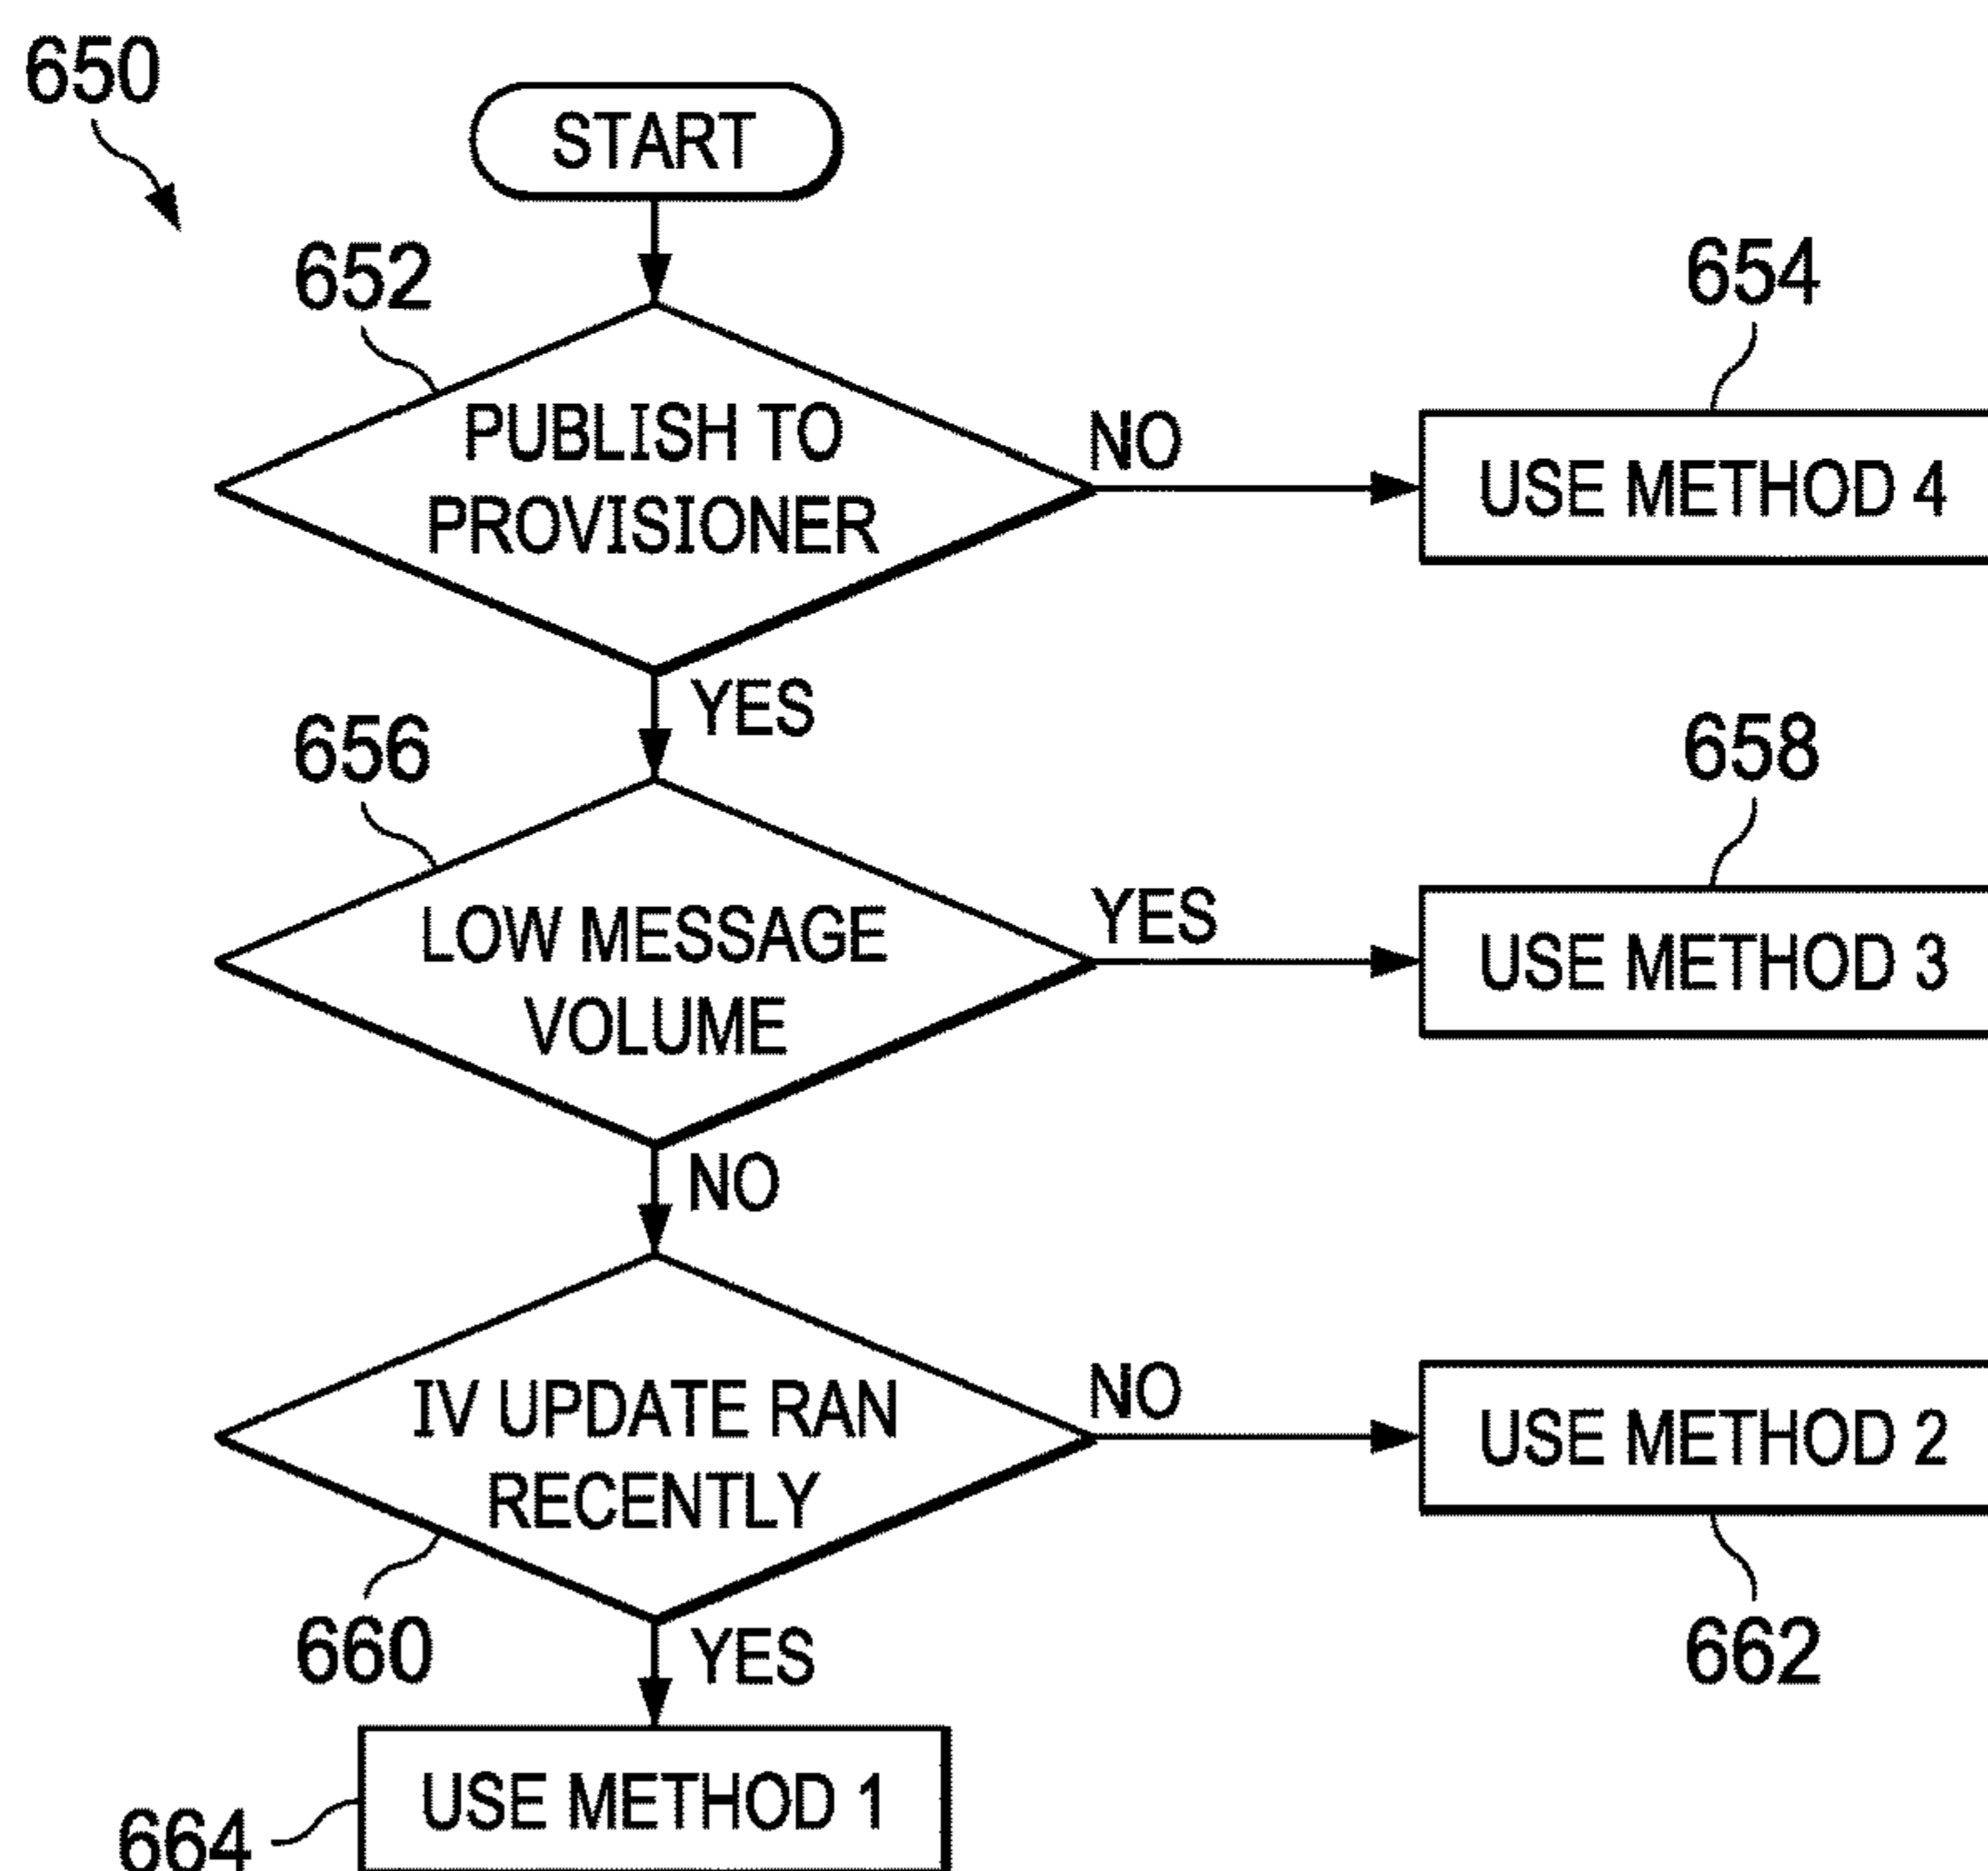 650
START
652
654
PUBLISH TO
PROVISIONER
NO
USE METHOD 4
YES
656
658
LOW MESSAGE
VOLUME
YES
USE METHOD 3
NO
IV UPDATE RAN
RECENTLY
NO
USE METHOD 2
660
662
YES
USE METHOD 1
664